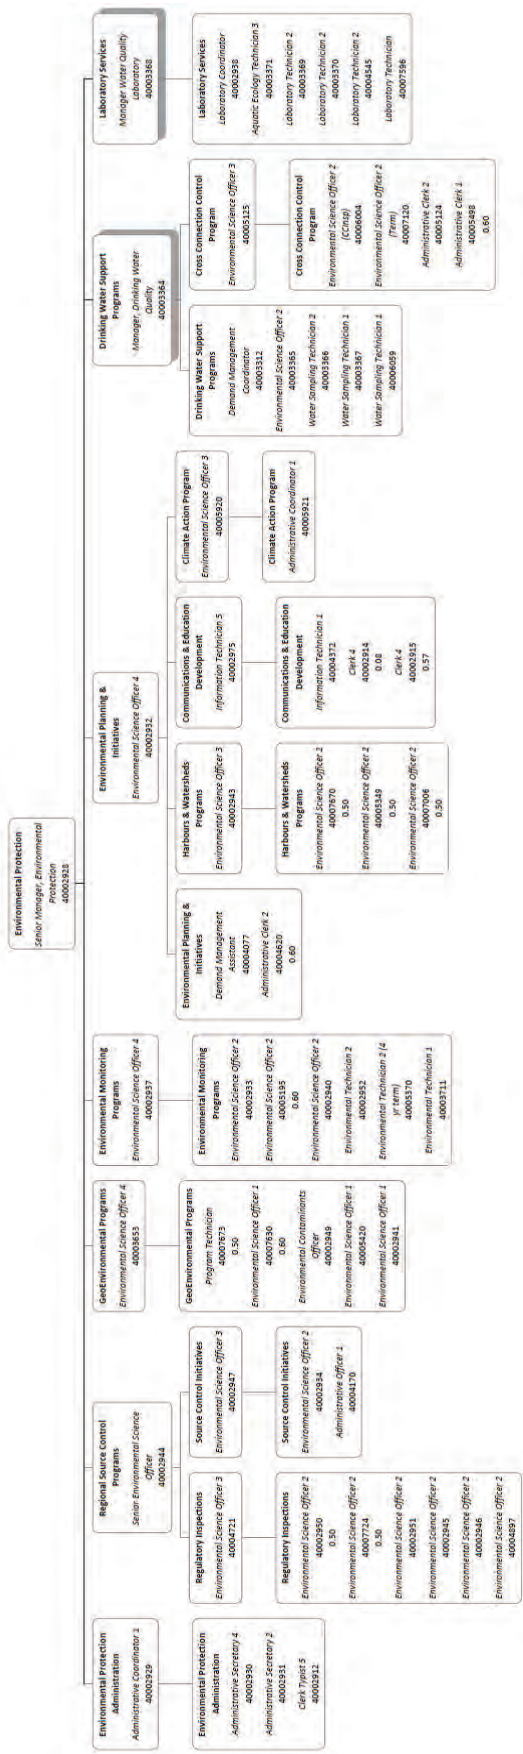 Environmental Protection
Senior Manager, Environmental
Protection
40002928
Environmental Protection
Administration
Administrative Coordinator 1
40002929
Environmental Protection
Administration
Administrative Secretary 4
40002930
Administrative Secretary 2
40002931
Clerk Typist 5
40002912
Regional Source Control
Programs
Senior Environmental Science
Officer
40002944
Regulatory Inspections
Environmental Science Officer 3
40004721
Regulatory Inspections
Environmental Science Officer 2
40002950
0.50
Environmental Science Officer 2
40007724
0.50
Environmental Science Officer 2
40002951
Environmental Science Officer 2
40002945
Environmental Science Officer 2
40002946
Environmental Science Officer 2
40004897
Source Control Initiatives
Environmental Science Officer 3
40002947
Source Control Initiatives
Environmental Science Officer 2
40002934
Administrative Officer 1
40004170
GeoEnvironmental Programs
Environmental Science Officer 4
40003653
GeoEnvironmental Programs
Program Technician
40007673
0.50
Environmental Science Officer 1
40007630
0.60
Environmental Contaminants
Officer
40002949
Environmental Science Officer 1
40005420
Environmental Science Officer 1
40002941
Environmental Monitoring
Programs
Environmental Science Officer 4
40002937
Environmental Monitoring
Programs
Environmental Science Officer 2
40002933
Environmental Science Officer 2
40005195
0.60
Environmental Science Officer 2
40002940
Environmental Technician 2
40002952
Environmental Technician 2 (4
yr term)
40005370
Environmental Technician 1
40003711
Environmental Planning &
Initiatives
Environmental Science Officer 4
40002932
Environmental Planning &
Initiatives
Demand Management
Assistant
40004077
Administrative Clerk 2
40004620
0.60
Harbours & Watersheds
Programs
Environmental Science Officer 3
40002943
Harbours & Watersheds
Programs
Environmental Science Officer 2
40007670
0.50
Environmental Science Officer 2
40005349
0.50
Environmental Science Officer 2
40007006
0.50
Communications & Education
Development
Information Technician 5
40002975
Communications & Education
Development
Information Technician 1
40004372
Clerk 4
40002914
0.08
Clerk 4
40002915
0.57
Climate Action Program
Environmental Science Officer 3
40005920
Climate Action Program
Administrative Coordinator 1
40005921
Drinking Water Support
Programs
Manager, Drinking Water
Quality
40003364
Drinking Water Support
Programs
Demand Management
Coordinator
40003312
Environmental Science Officer 2
40003365
Water Sampling Technician 2
40003366
Water Sampling Technician 1
40003367
Water Sampling Technician 1
40006059
Cross Connection Control
Program
Environmental Science Officer 3
40005125
Cross Connection Control
Program
Environmental Science Officer 2
(CCInsp)
40006004
Environmental Science Officer 2
(Term)
40007120
Administrative Clerk 2
40005124
Administrative Clerk 1
40005498
0.60
Laboratory Services
Manager Water Quality
Laboratory
40003368
Laboratory Services
Laboratory Coordinator
40002938
Aquatic Ecology Technician 3
40003371
Laboratory Technician 2
40003369
Laboratory Technician 2
40003370
Laboratory Technician 2
40004545
Laboratory Technician
40007596